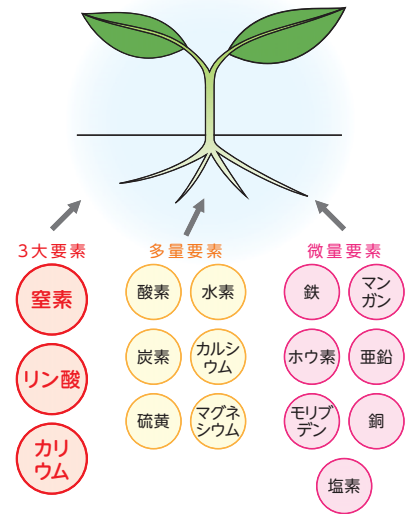 3大要素
窒素
リン酸
カリ
ウム
多量要素
酸素
水素
炭素
カルシ
ウム
硫黄
マグネ
シウム
微量要素
鉄
マン
ガン
ホウ素
亜鉛
モリブ
デン
銅
塩素